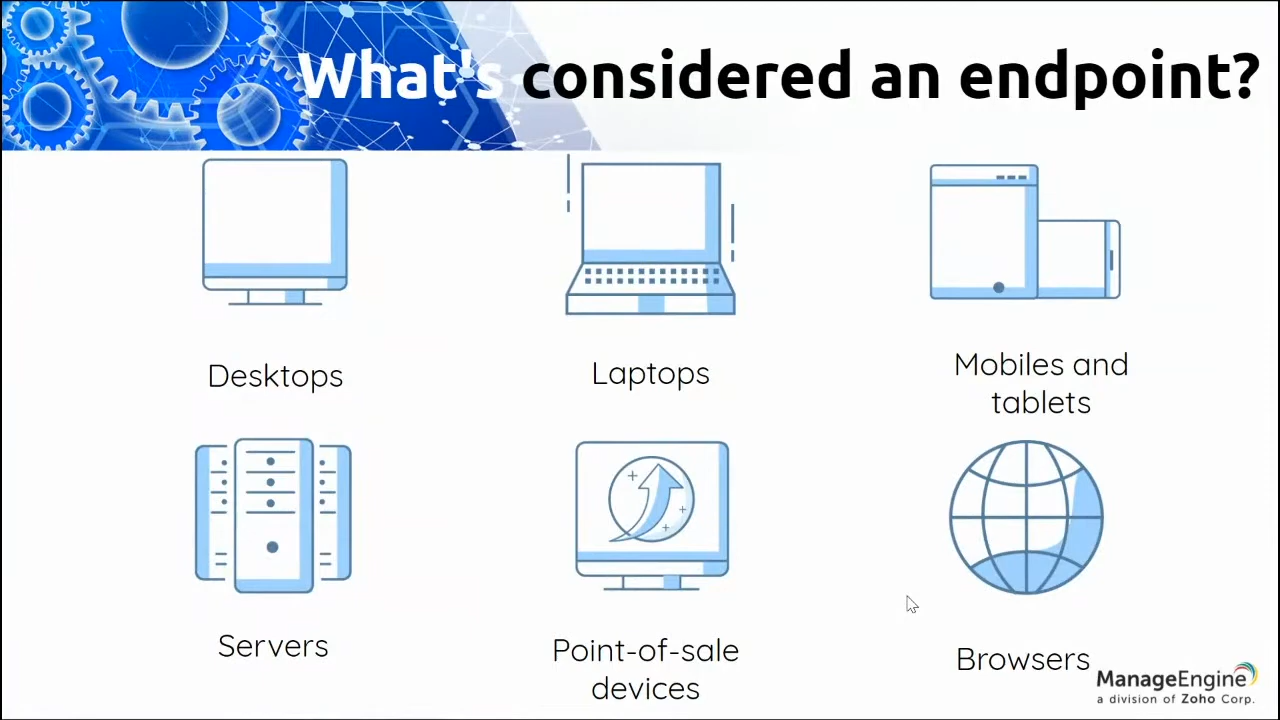 What's considered an endpoint?
Desktops
Laptops
Mobiles and
tablets
Servers
Point-of-sale
devices
Browsers
ManageEngine
a division of Zoho Corp.